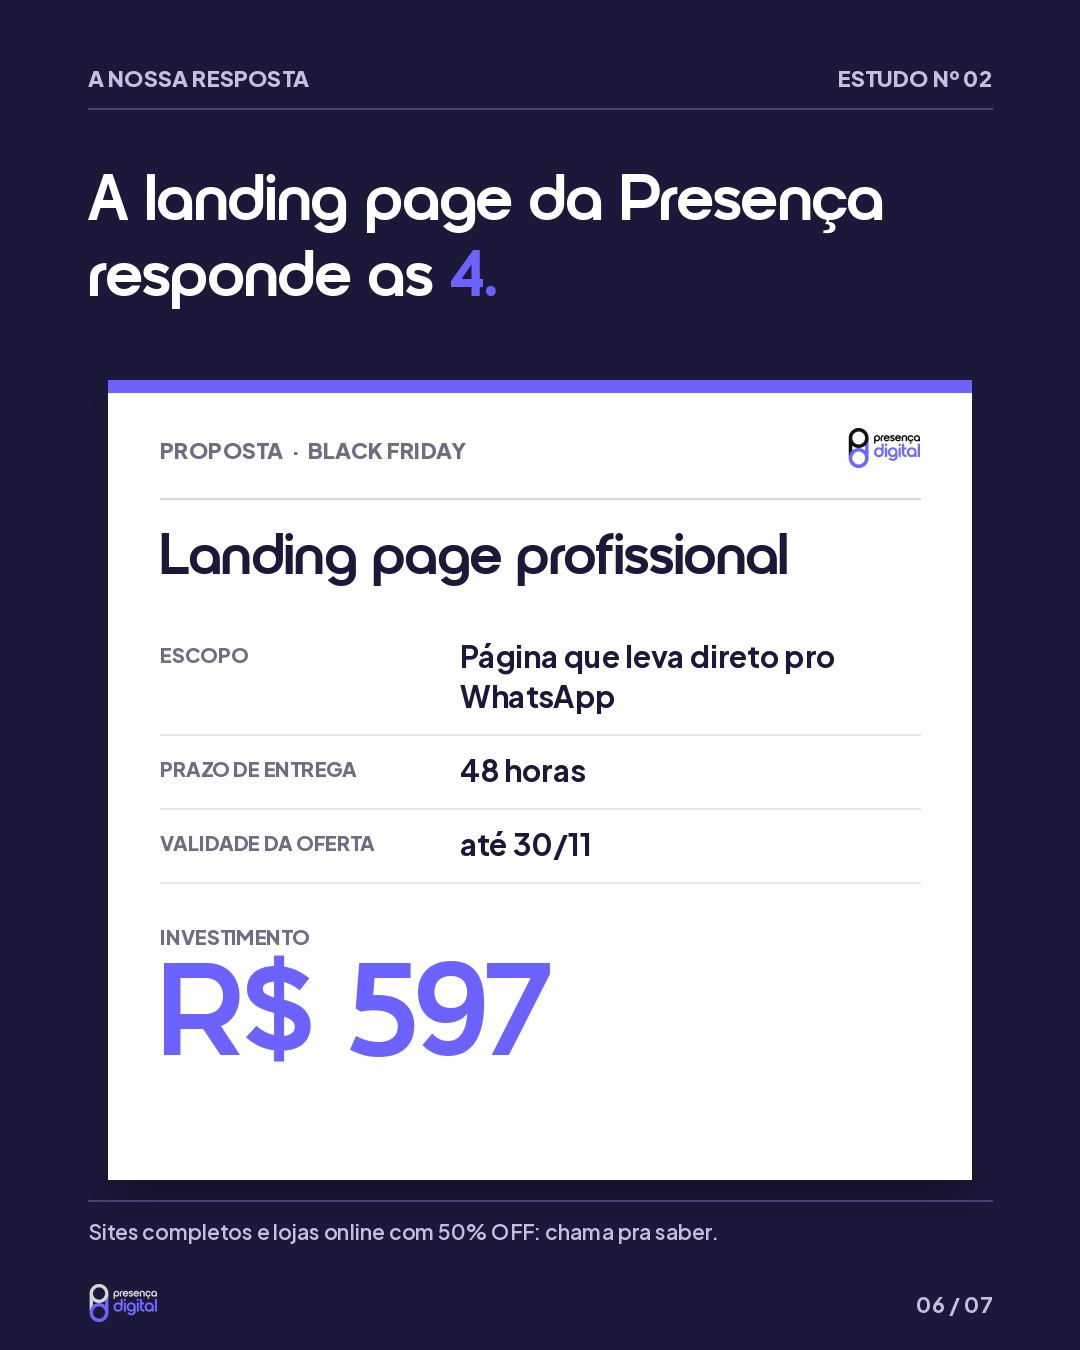 A NOSSA RESPOSTA
ESTUDO Nº 02
A landing page da Presença
responde as 4.
PROPOSTA · BLACK FRIDAY
presença
digital
Landing page profissional
ESCOPO
Página que leva direto pro
WhatsApp
PRAZO DE ENTREGA
48 horas
VALIDADE DA OFERTA
até 30/11
INVESTIMENTO
R$ 597
Sites completos e lojas online com 50% OFF: chama pra saber.
presença
digital
06 / 07